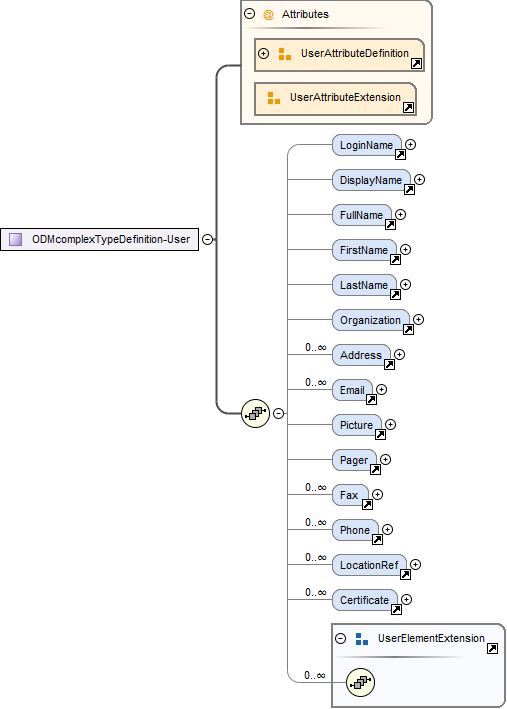 @ Attributes
UserAttributeDefinition
UserAttributeExtension
LoginName
DisplayName
FullName
ODMcomplexTypeDefinition-User
FirstName
LastName
Organization
0..∞ Address
0..∞ Email
Picture
Pager
0..∞ Fax
0..∞ Phone
0..∞ LocationRef
0..∞ Certificate
UserElementExtension
0..∞